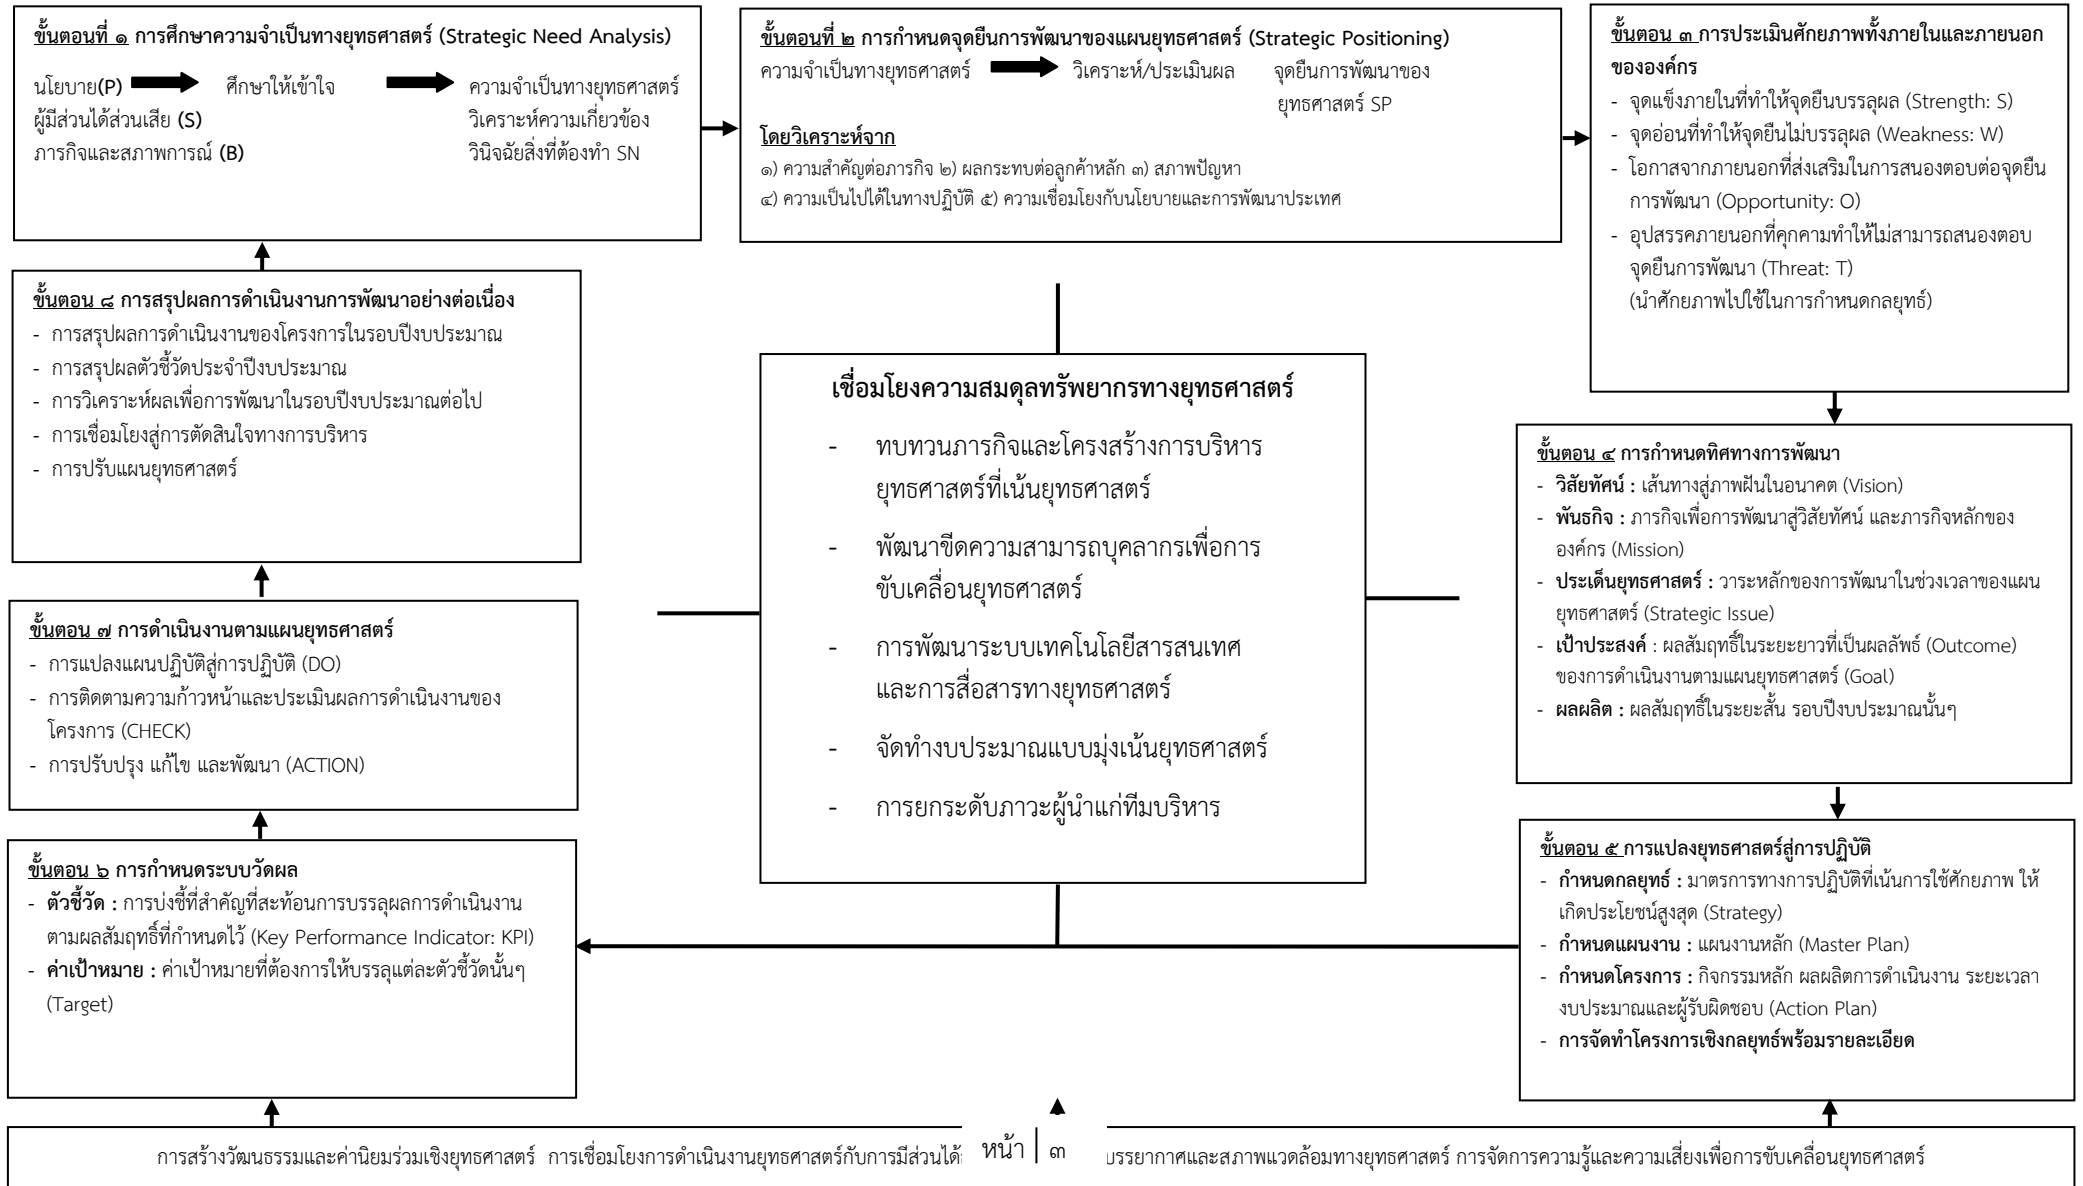 ขั้นตอนที่ ๑ การศึกษาความจำเป็นทางยุทธศาสตร์ (Strategic Need Analysis)
นโยบาย(P) ศึกษาให้เข้าใจ ความจำเป็นทางยุทธศาสตร์
ผู้มีส่วนได้ส่วนเสีย (S) วิเคราะห์ความเกี่ยวข้อง
ภารกิจและสภาพการณ์ (B) วินิจฉัยสิ่งที่ต้องทำ SN
ขั้นตอนที่ ๒ การกำหนดจุดยืนการพัฒนาของแผนยุทธศาสตร์ (Strategic Positioning)
ความจำเป็นทางยุทธศาสตร์ วิเคราะห์/ประเมินผล จุดยืนการพัฒนาของ
ยุทธศาสตร์ SP
โดยวิเคราะห์จาก
๑) ความสำคัญต่อภารกิจ ๒) ผลกระทบต่อลูกค้าหลัก ๓) สภาพปัญหา
๔) ความเป็นไปได้ในทางปฏิบัติ ๕) ความเชื่อมโยงกับนโยบายและการพัฒนาประเทศ
ขั้นตอน ๓ การประเมินศักยภาพทั้งภายในและภายนอก
ขององค์กร
- จุดแข็งภายในที่ทำให้จุดยืนบรรลุผล (Strength: S)
- จุดอ่อนที่ทำให้จุดยืนไม่บรรลุผล (Weakness: W)
- โอกาสจากภายนอกที่ส่งเสริมในการสนองตอบต่อจุดยืน
การพัฒนา (Opportunity: O)
- อุปสรรคภายนอกที่คุกคามทำให้ไม่สามารถสนองตอบ
จุดยืนการพัฒนา (Threat: T)
(นำศักยภาพไปใช้ในการกำหนดกลยุทธ์)
ขั้นตอน ๔ การกำหนดทิศทางการพัฒนา
- วิสัยทัศน์ : เส้นทางสู่ภาพฝันในอนาคต (Vision)
- พันธกิจ : ภารกิจเพื่อการพัฒนาสู่วิสัยทัศน์ และภารกิจหลักของ
องค์กร (Mission)
- ประเด็นยุทธศาสตร์ : วาระหลักของการพัฒนาในช่วงเวลาของแผน
ยุทธศาสตร์ (Strategic Issue)
- เป้าประสงค์ : ผลสัมฤทธิ์ในระยะยาวที่เป็นผลลัพธ์ (Outcome)
ของการดำเนินงานตามแผนยุทธศาสตร์ (Goal)
- ผลผลิต : ผลสัมฤทธิ์ในระยะสั้น รอบปีงบประมาณนั้นๆ
ขั้นตอน ๕ การแปลงยุทธศาสตร์สู่การปฏิบัติ
- กำหนดกลยุทธ์ : มาตรการทางการปฏิบัติที่เน้นการใช้ศักยภาพ ให้
เกิดประโยชน์สูงสุด (Strategy)
- กำหนดแผนงาน : แผนงานหลัก (Master Plan)
- กำหนดโครงการ : กิจกรรมหลัก ผลผลิตการดำเนินงาน ระยะเวลา
งบประมาณและผู้รับผิดชอบ (Action Plan)
- การจัดทำโครงการเชิงกลยุทธ์พร้อมรายละเอียด
ขั้นตอน ๖ การกำหนดระบบวัดผล
- ตัวชี้วัด : การบ่งชี้ที่สำคัญที่สะท้อนการบรรลุผลการดำเนินงาน
ตามผลสัมฤทธิ์ที่กำหนดไว้ (Key Performance Indicator: KPI)
- ค่าเป้าหมาย : ค่าเป้าหมายที่ต้องการให้บรรลุแต่ละตัวชี้วัดนั้นๆ
(Target)
ขั้นตอน ๗ การดำเนินงานตามแผนยุทธศาสตร์
- การแปลงแผนปฏิบัติสู่การปฏิบัติ (DO)
- การติดตามความก้าวหน้าและประเมินผลการดำเนินงานของ
โครงการ (CHECK)
- การปรับปรุง แก้ไข และพัฒนา (ACTION)
ขั้นตอน ๘ การสรุปผลการดำเนินงานการพัฒนาอย่างต่อเนื่อง
- การสรุปผลการดำเนินงานของโครงการในรอบปีงบประมาณ
- การสรุปผลตัวชี้วัดประจำปีงบประมาณ
- การวิเคราะห์ผลเพื่อการพัฒนาในรอบปีงบประมาณต่อไป
- การเชื่อมโยงสู่การตัดสินใจทางการบริหาร
- การปรับแผนยุทธศาสตร์
เชื่อมโยงความสมดุลทรัพยากรทางยุทธศาสตร์
- ทบทวนภารกิจและโครงสร้างการบริหาร
ยุทธศาสตร์ที่เน้นยุทธศาสตร์
- พัฒนาขีดความสามารถบุคลากรเพื่อการ
ขับเคลื่อนยุทธศาสตร์
- การพัฒนาระบบเทคโนโลยีสารสนเทศ
และการสื่อสารทางยุทธศาสตร์
- จัดทำงบประมาณแบบมุ่งเน้นยุทธศาสตร์
- การยกระดับภาวะผู้นำแก่ทีมบริหาร
การสร้างวัฒนธรรมและค่านิยมร่วมเชิงยุทธศาสตร์ การเชื่อมโยงการดำเนินงานยุทธศาสตร์กับการมีส่วนได้ บรรยากาศและสภาพแวดล้อมทางยุทธศาสตร์ การจัดการความรู้และความเสี่ยงเพื่อการขับเคลื่อนยุทธศาสตร์
หน้า | ๓